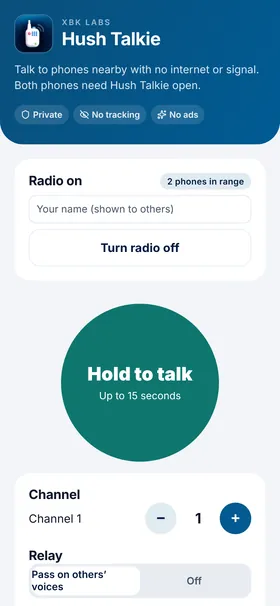 XBK LABS
Hush Talkie
Talk to phones nearby with no internet or signal.
Both phones need Hush Talkie open.
Private
No tracking
No ads
Radio on
2 phones in range
Your name (shown to others)
Turn radio off
Hold to talk
Up to 15 seconds
Channel
Channel 1
− 1 +
Relay
Pass on others’
voices
Off